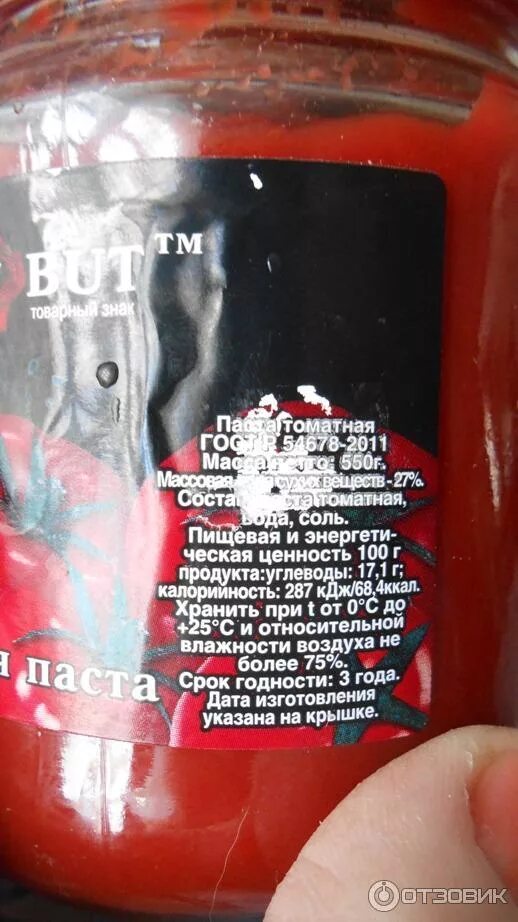 BUT™
товарный знак
Паста томатная
ГОСТ Р 54678-2011
Масса нетто: 550г.
Массовая доля сухих веществ - 27%.
Состав: паста томатная,
вода, соль.
Пищевая и энергети-
ческая ценность 100 г
продукта:углеводы: 17,1 г;
калорийность: 287 кДж/68,4ккал.
Хранить при t от 0°С до
+25°С и относительной
влажности воздуха не
более 75%.
Срок годности: 3 года.
Дата изготовления
указана на крышке.
я паста
ОТЗОВИК